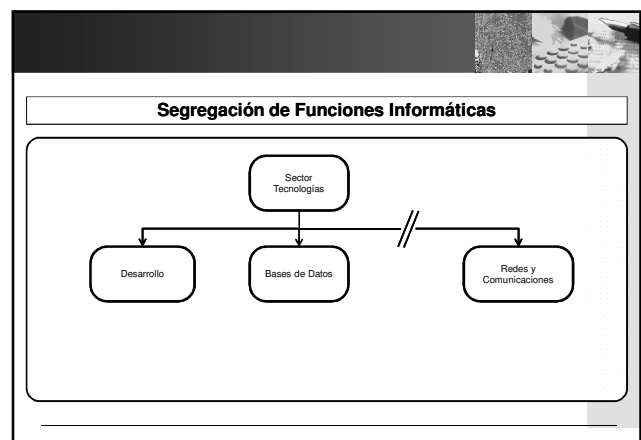 Segregación de Funciones Informáticas
Sector
Tecnologías
Desarrollo
Bases de Datos
Redes y
Comunicaciones